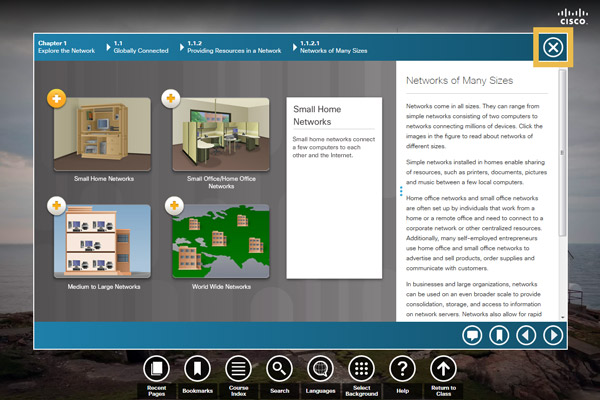 CISCO.
Chapter 1
Explore the Network
1.1
Globally Connected
1.1.2
Providing Resources in a Network
1.1.2.1
Networks of Many Sizes
Small Home Networks
Small Office/Home Office
Networks
Medium to Large Networks
World Wide Networks
Small Home
Networks
Small home networks connect
a few computers to each
other and the Internet.
Networks of Many Sizes
Networks come in all sizes. They can range from
simple networks consisting of two computers to
networks connecting millions of devices. Click the
images in the figure to read about networks of
different sizes.
Simple networks installed in homes enable sharing
of resources, such as printers, documents, pictures
and music between a few local computers.
Home office networks and small office networks
are often set up by individuals that work from a
home or a remote office and need to connect to a
corporate network or other centralized resources.
Additionally, many self-employed entrepreneurs
use home office and small office networks to
advertise and sell products, order supplies and
communicate with customers.
In businesses and large organizations, networks
can be used on an even broader scale to provide
consolidation, storage, and access to information
on network servers. Networks also allow for rapid
Recent
Pages
Bookmarks
Course
Index
Search
Languages
Select
Background
Help
Return to
Class